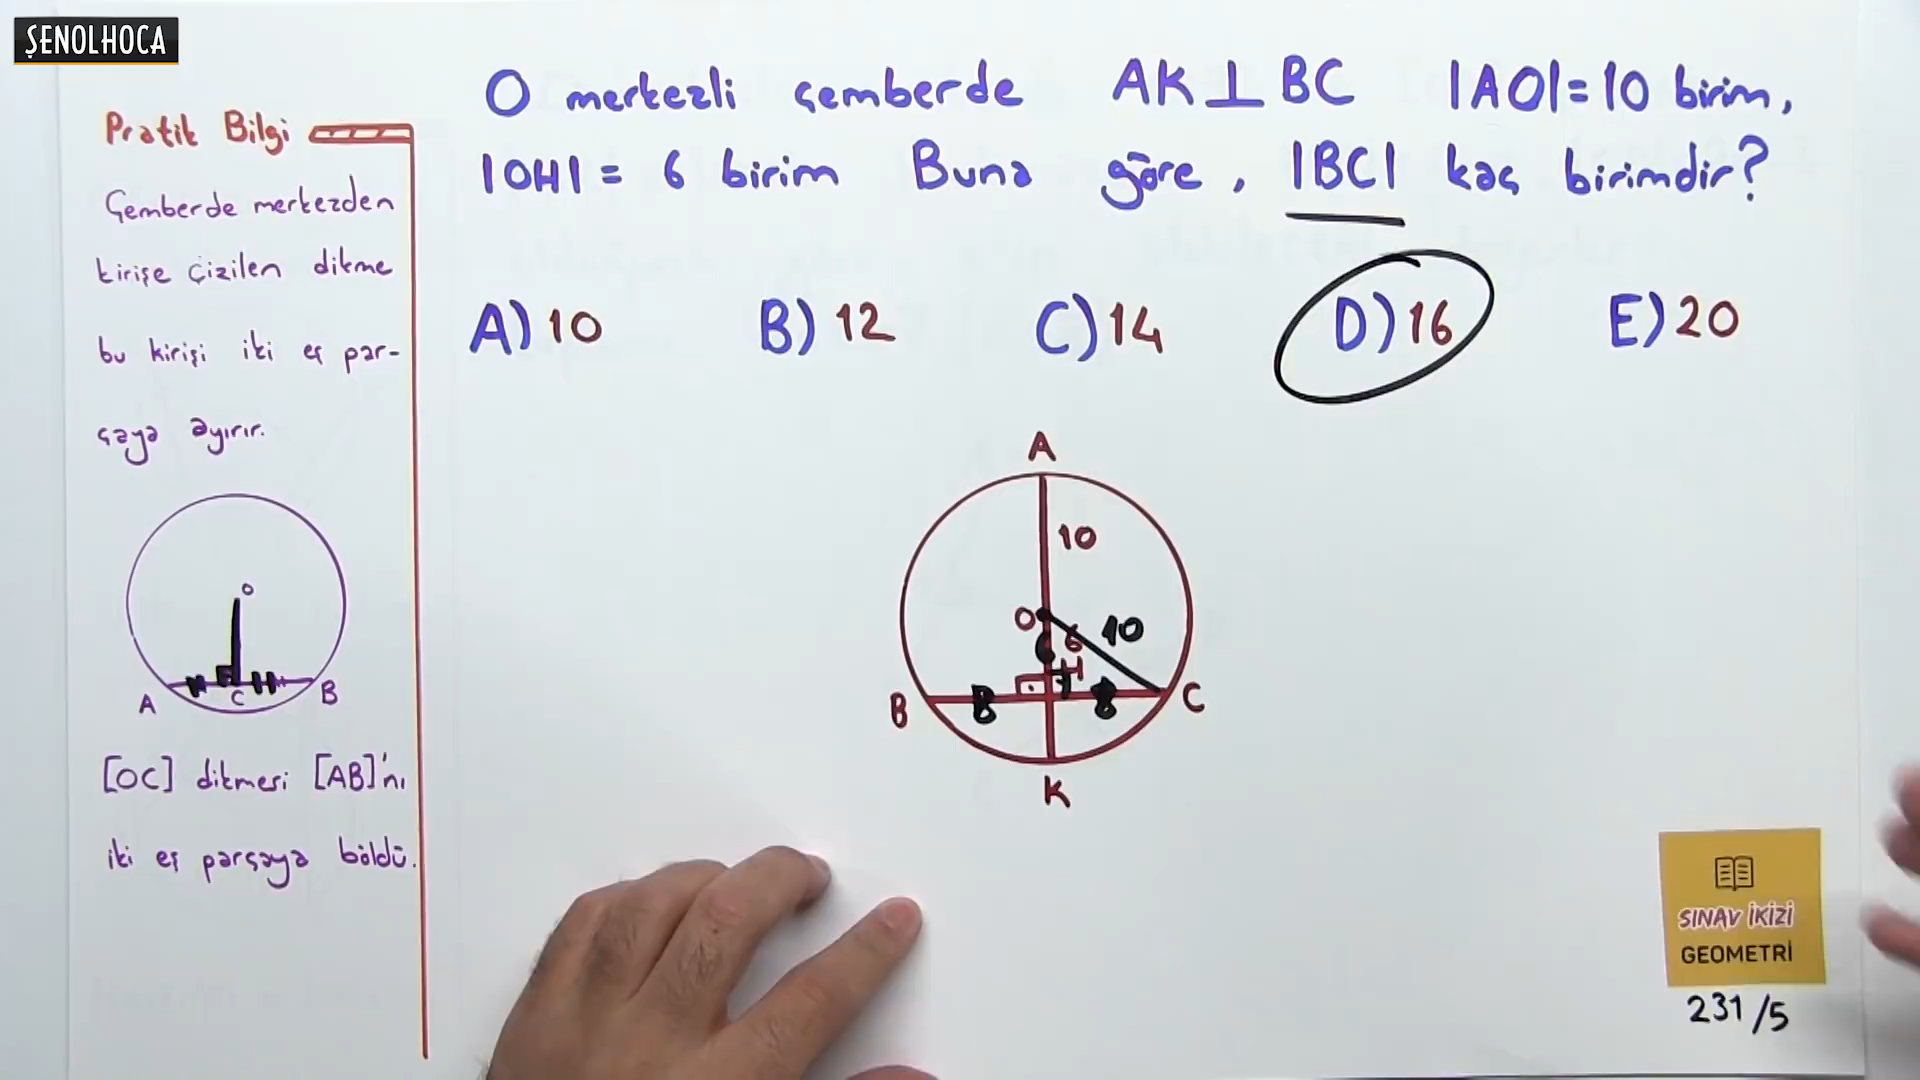 ŞENOLHOCA
Pratik Bilgi
Çemberde merkezden
kirişe çizilen dikme
bu kirişi iki eş par-
çaya ayırır.
O
A
C
B
[OC] dikmesi [AB]'nı
iki eş parçaya böldü.
O merkezli çemberde AK⊥BC |AO|=10 birim,
|OH|= 6 birim Buna göre, |BC| kaç birimdir?
A) 10 B) 12 C) 14 D) 16 E) 20
A
10
O
6 10
H
B 8 8 C
K
SINAV İKİZİ
GEOMETRİ
231/5